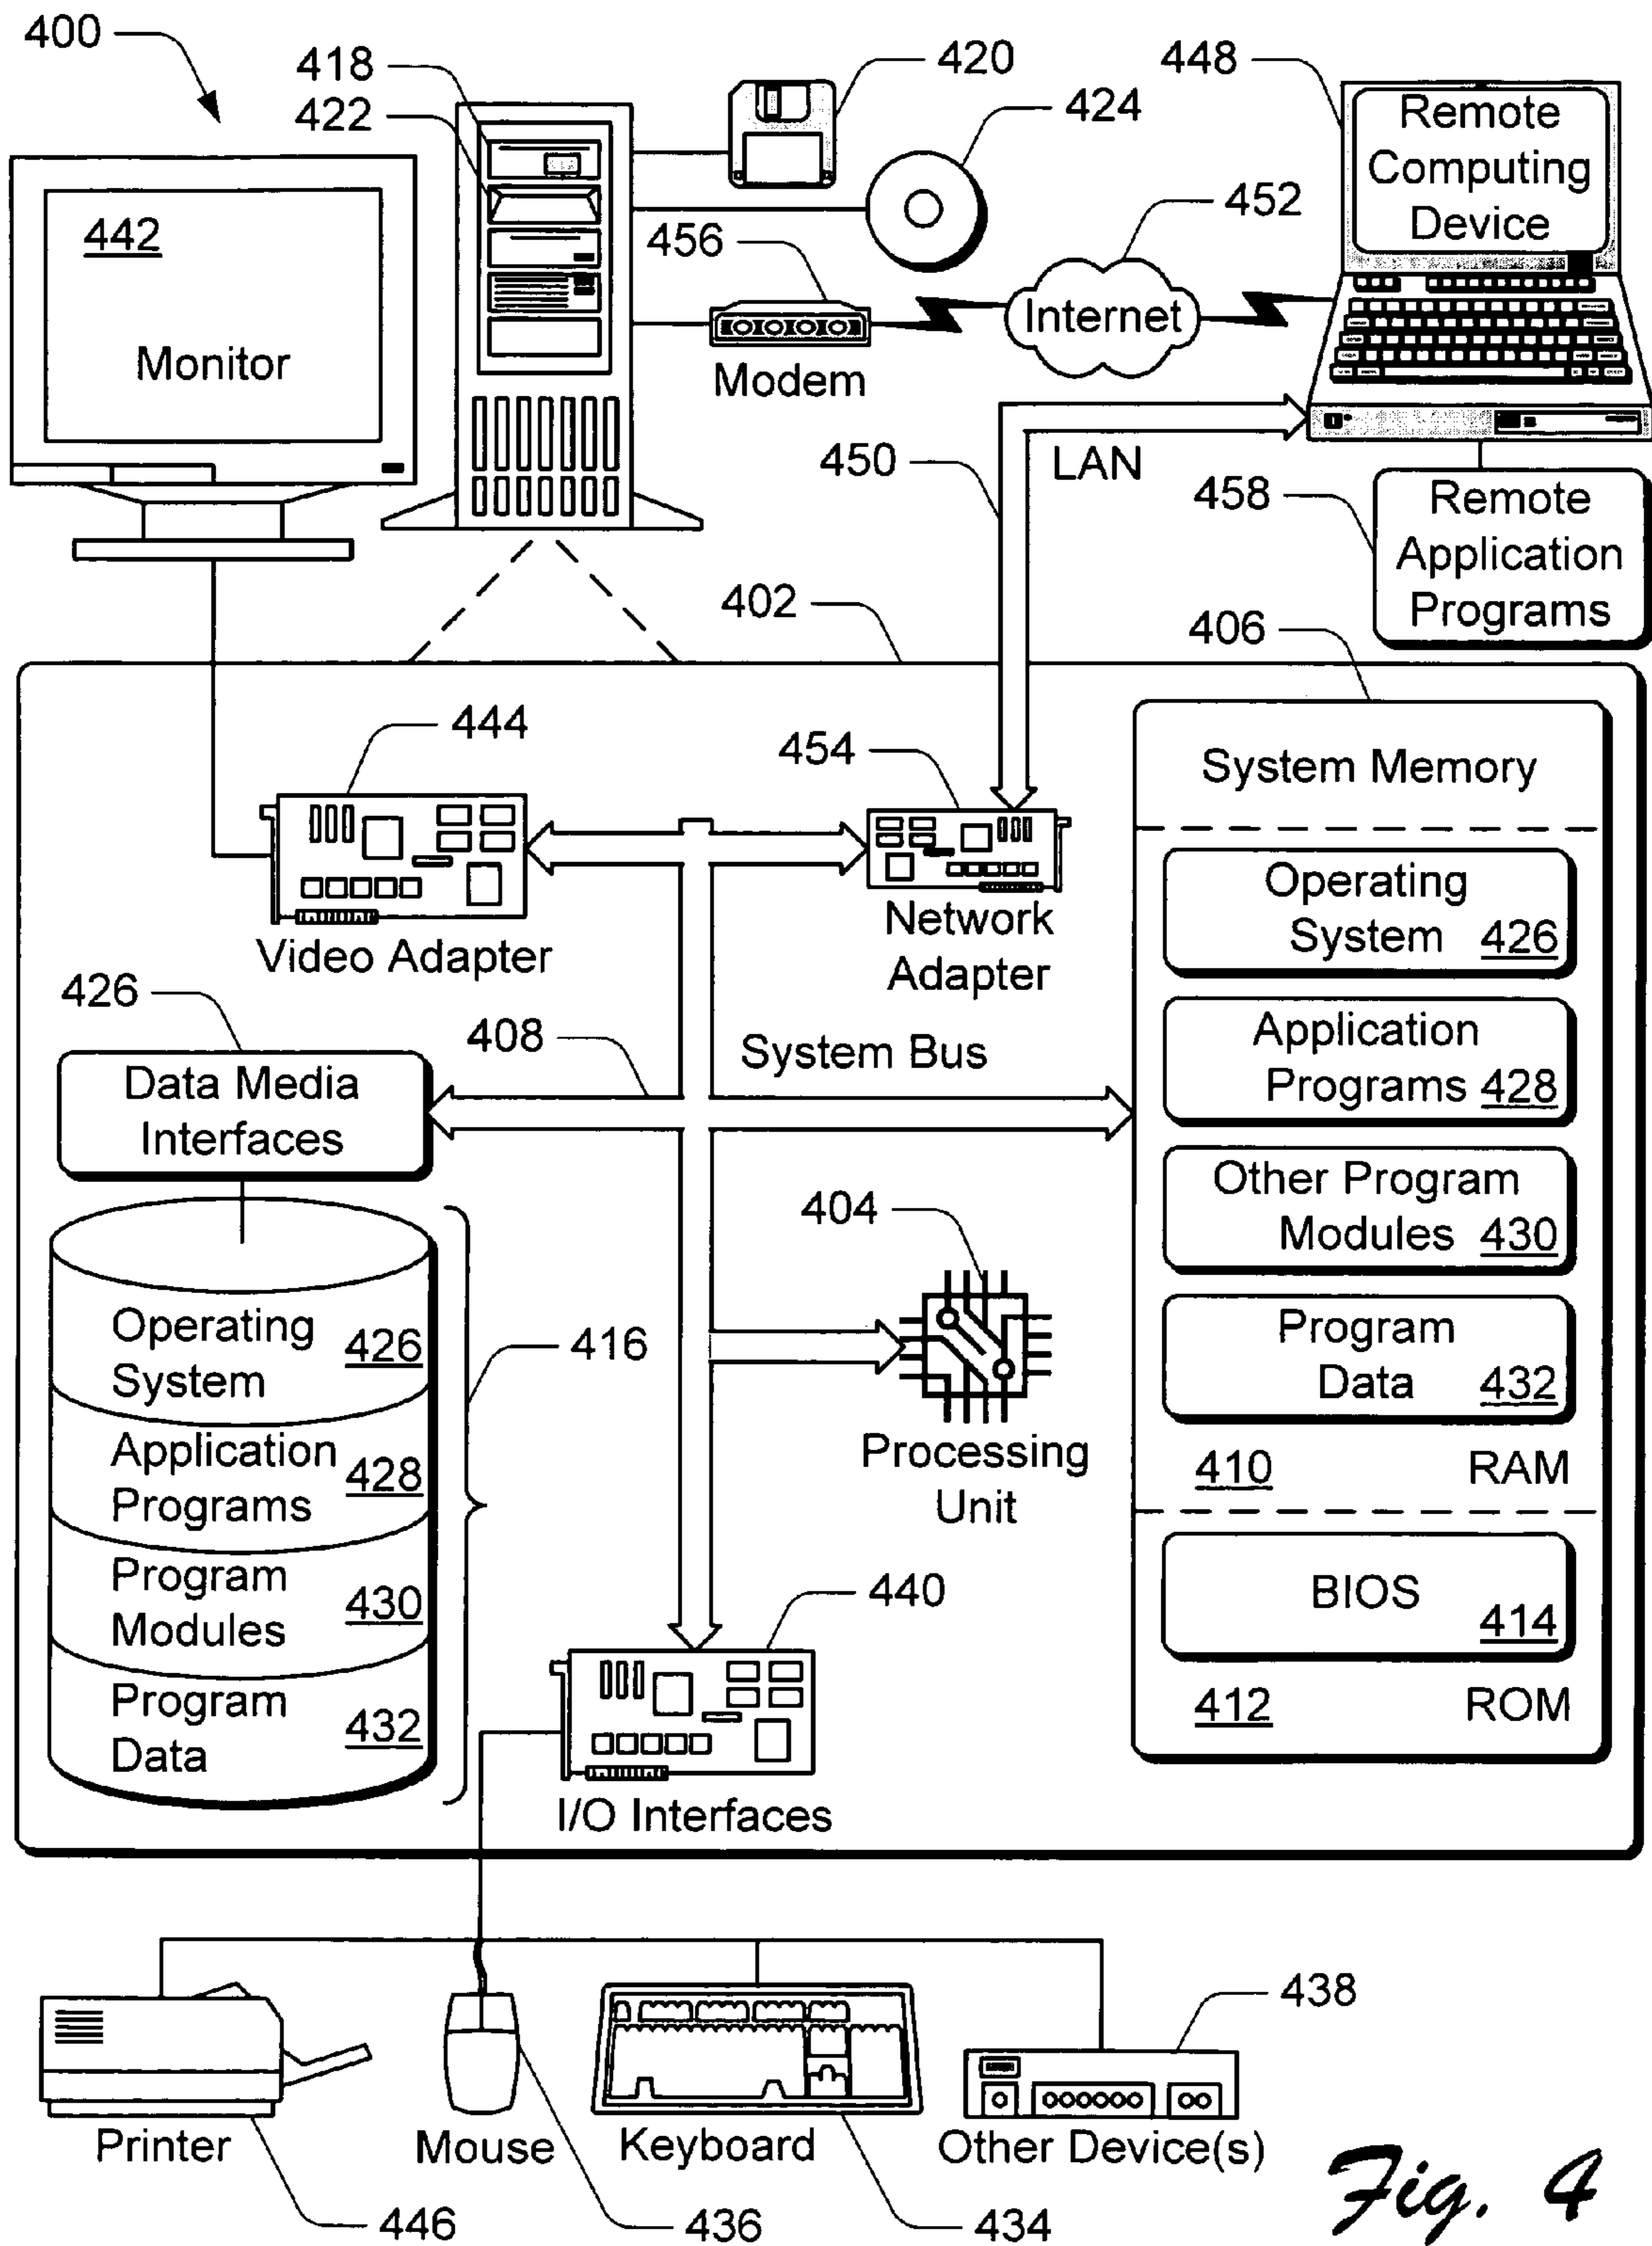 400
418
422
420
424
448
Remote
Computing
Device
442
Monitor
456
Modem
452
Internet
450
LAN
458
Remote
Application
Programs
402
406
444
Video Adapter
454
Network
Adapter
System Memory
Operating
System 426
Application
Programs 428
Other Program
Modules 430
Program
Data 432
410 RAM
BIOS
414
412 ROM
426
Data Media
Interfaces
408
System Bus
404
Processing
Unit
Operating
System 426
Application
Programs 428
Program
Modules 430
Program
Data 432
416
440
I/O Interfaces
Printer
446
Mouse
436
Keyboard
434
438
Other Device(s)
Fig. 4